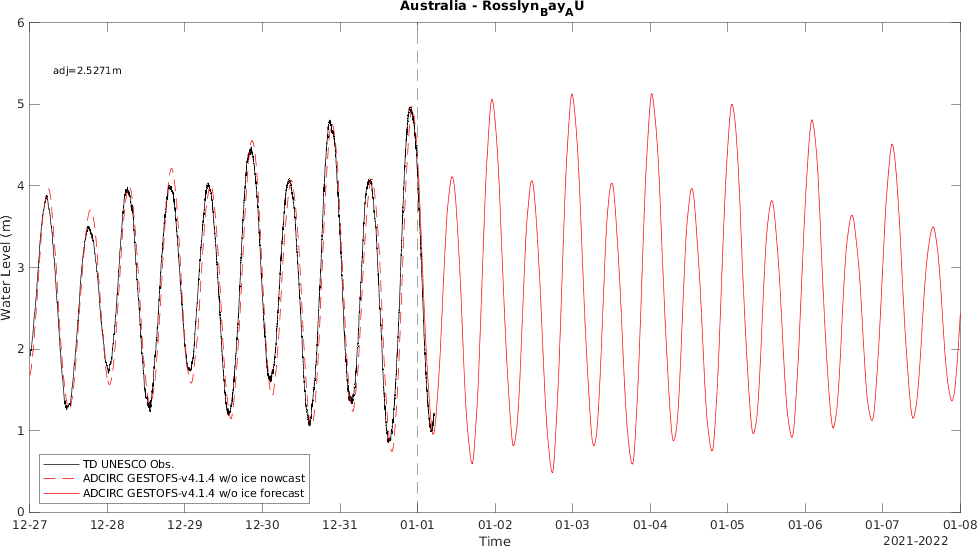 Australia - Rosslyn_Bay_AU
6
adj=2.5271m
5
4
3
2
1
0
Water Level (m)
TD UNESCO Obs.
ADCIRC GESTOFS-v4.1.4 w/o ice nowcast
ADCIRC GESTOFS-v4.1.4 w/o ice forecast
12-27 12-28 12-29 12-30 12-31 01-01 01-02 01-03 01-04 01-05 01-06 01-07 01-08
Time
2021-2022